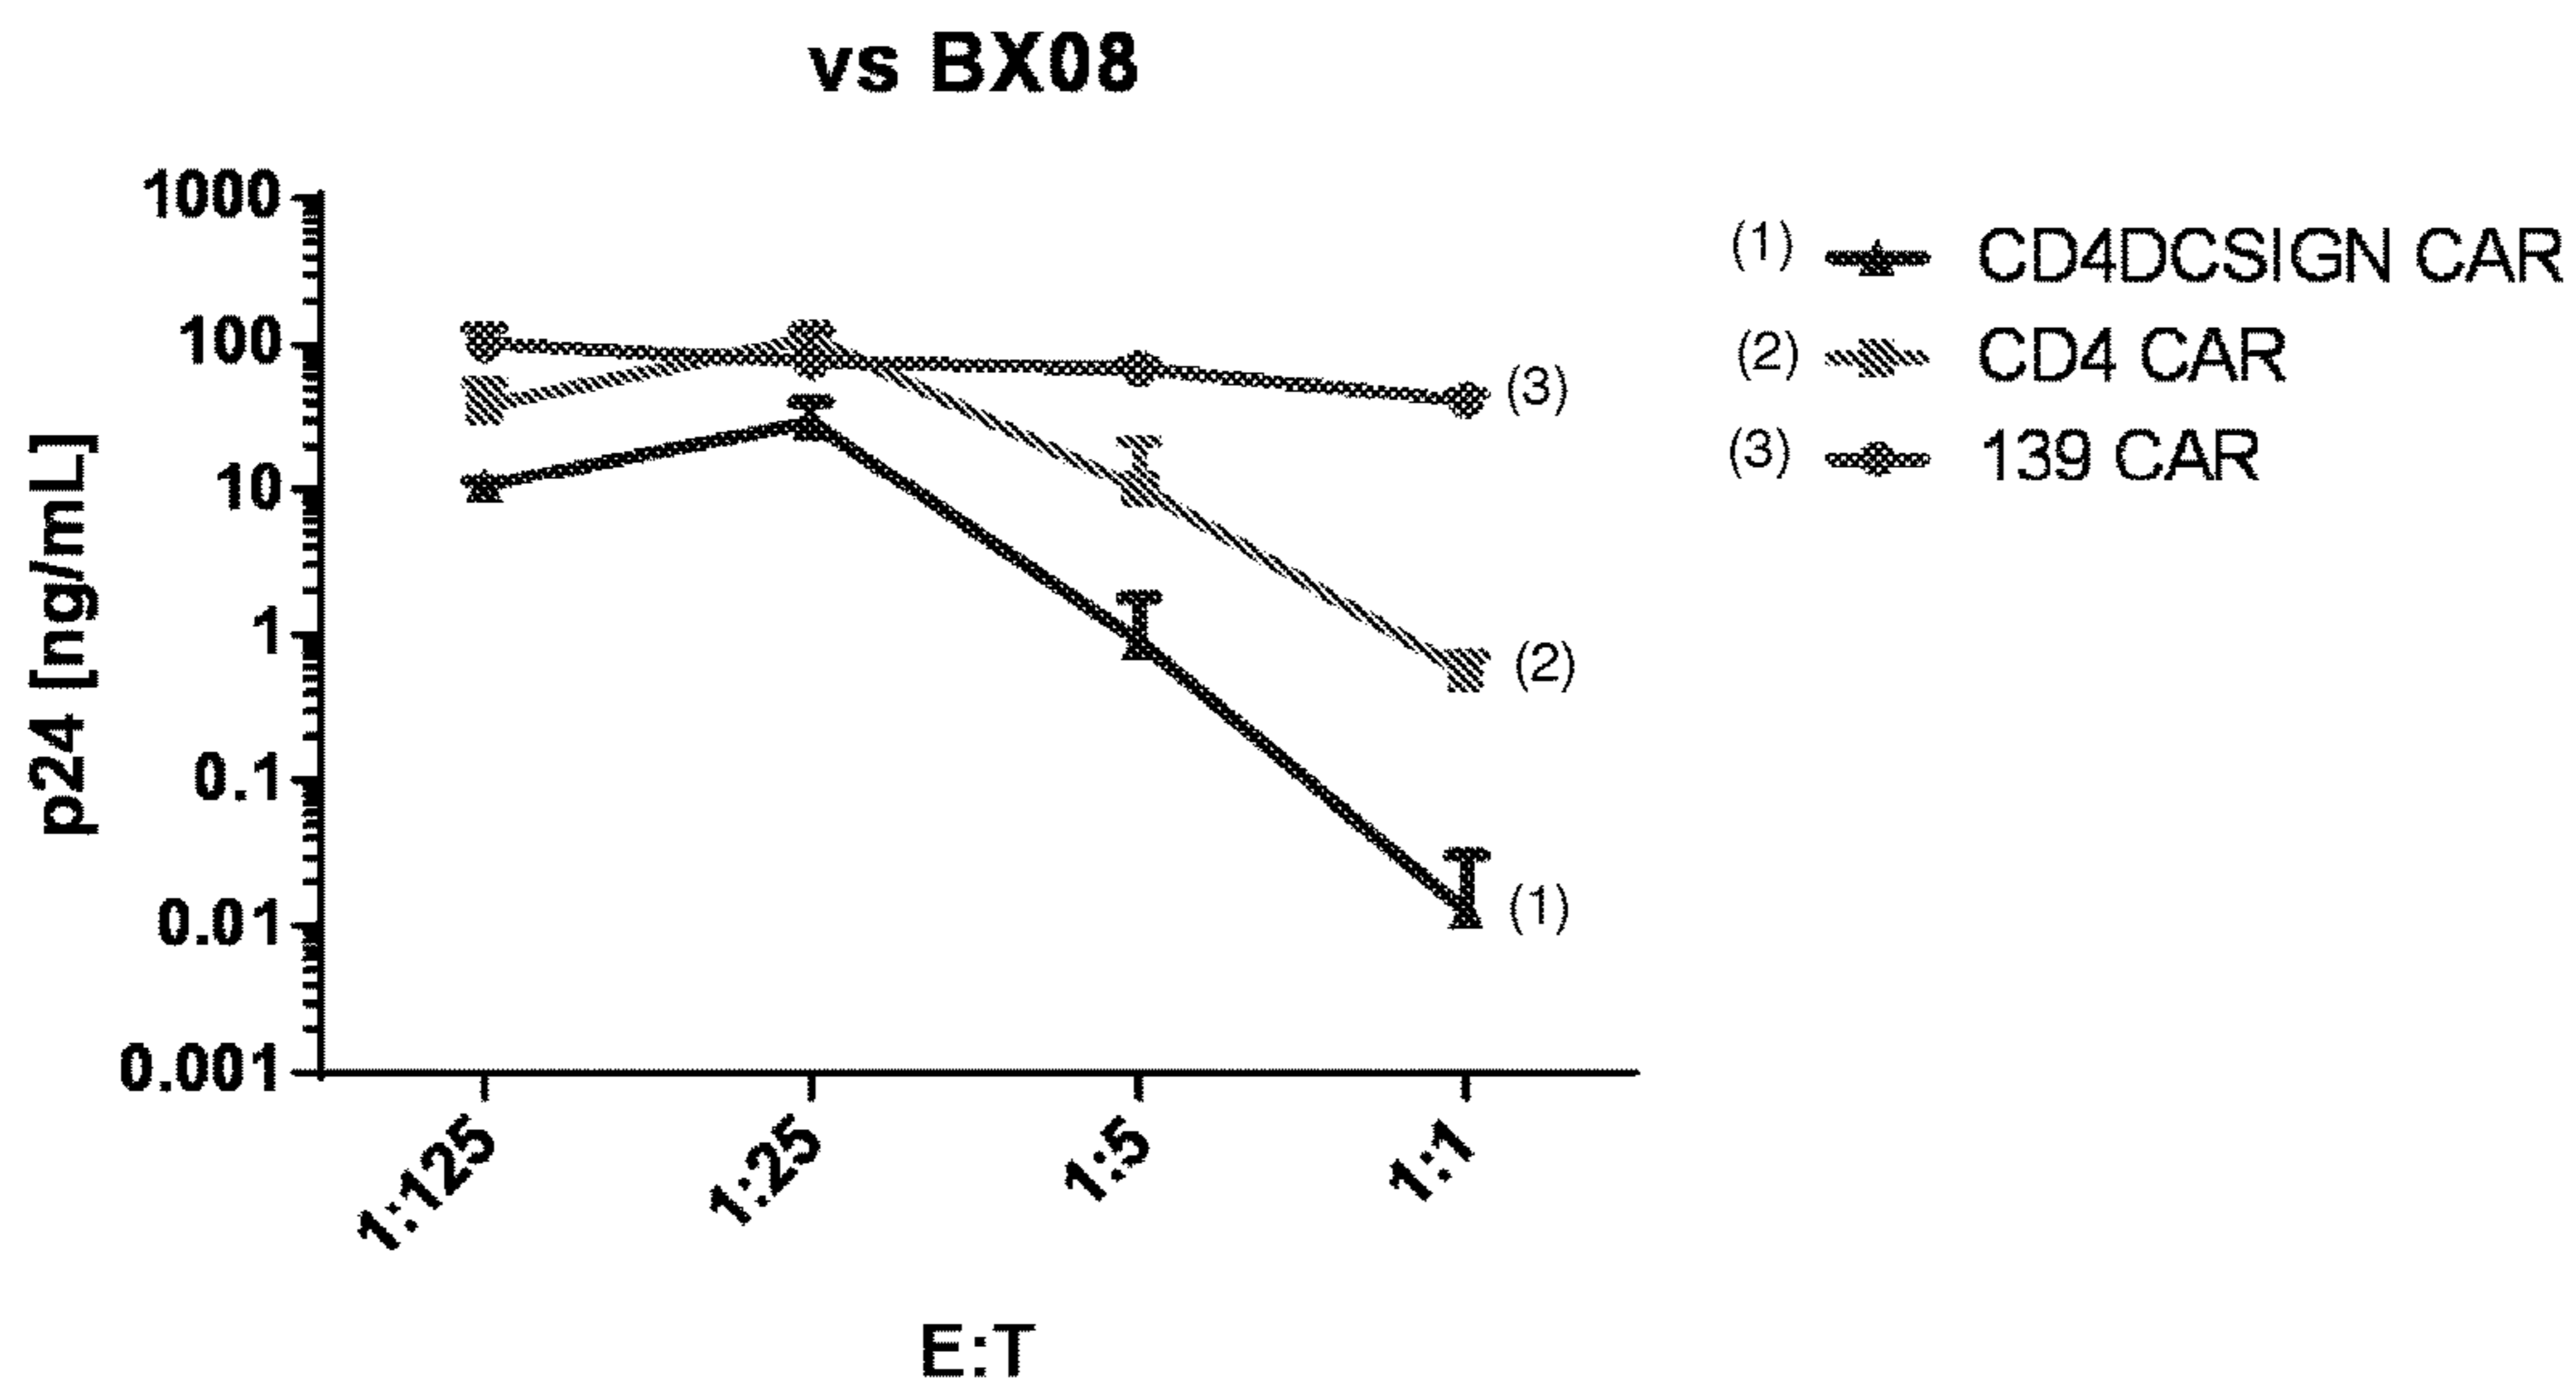 vs BX08
1000
100
10
1
0.1
0.01
0.001
p24 [ng/mL]
(1) CD4DCSIGN CAR
(2) CD4 CAR
(3) 139 CAR
(3)
(2)
(1)
1:125
1:25
1:5
1:1
E:T